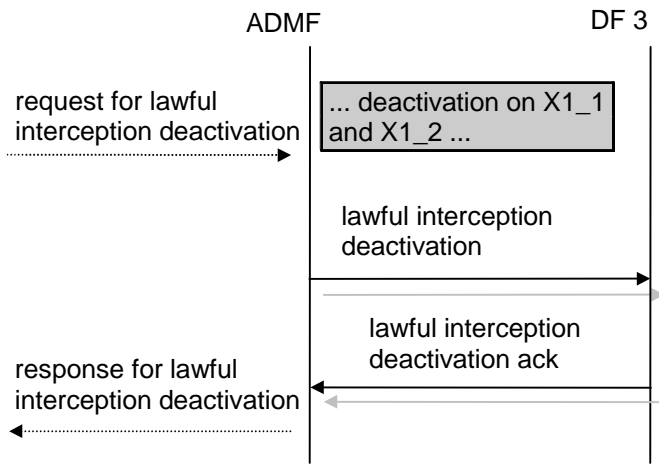 ADMF
DF 3
request for lawful
interception deactivation
... deactivation on X1_1
and X1_2 ...
lawful interception
deactivation
lawful interception
deactivation ack
response for lawful
interception deactivation